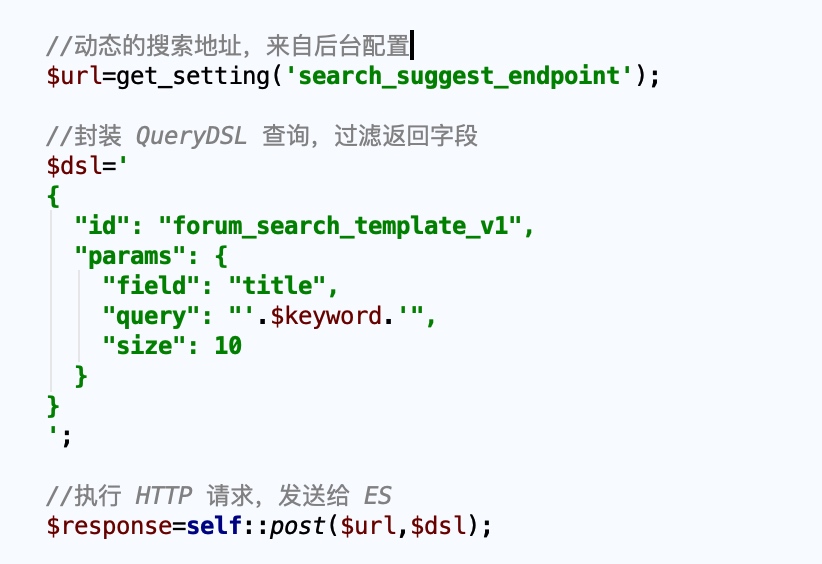 //动态的搜索地址，来自后台配置
$url=get_setting('search_suggest_endpoint');
//封装 QueryDSL 查询，过滤返回字段
$dsl='
{
  "id": "forum_search_template_v1",
  "params": {
    "field": "title",
    "query": "'.$keyword.'",
    "size": 10
  }
}
';
//执行 HTTP 请求，发送给 ES
$response=self::post($url,$dsl);